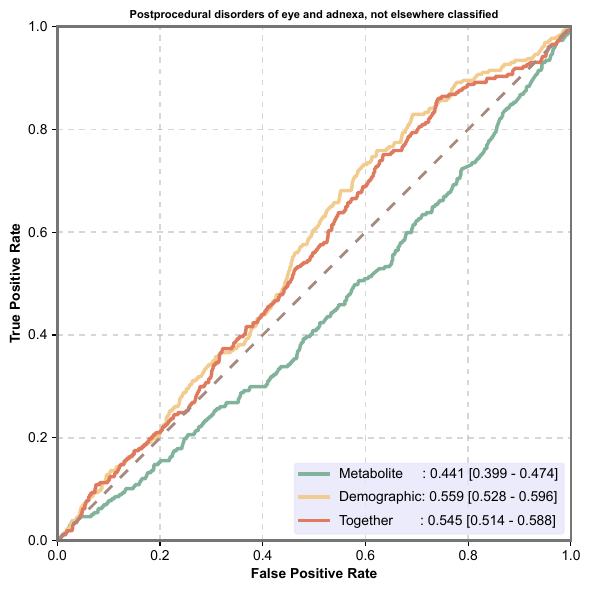 Postprocedural disorders of eye and adnexa, not elsewhere classified
1.0
0.8
0.6
0.4
0.2
0.0
True Positive Rate
Metabolite : 0.441 [0.399 - 0.474]
Demographic: 0.559 [0.528 - 0.596]
Together : 0.545 [0.514 - 0.588]
0.0 0.2 0.4 0.6 0.8 1.0
False Positive Rate